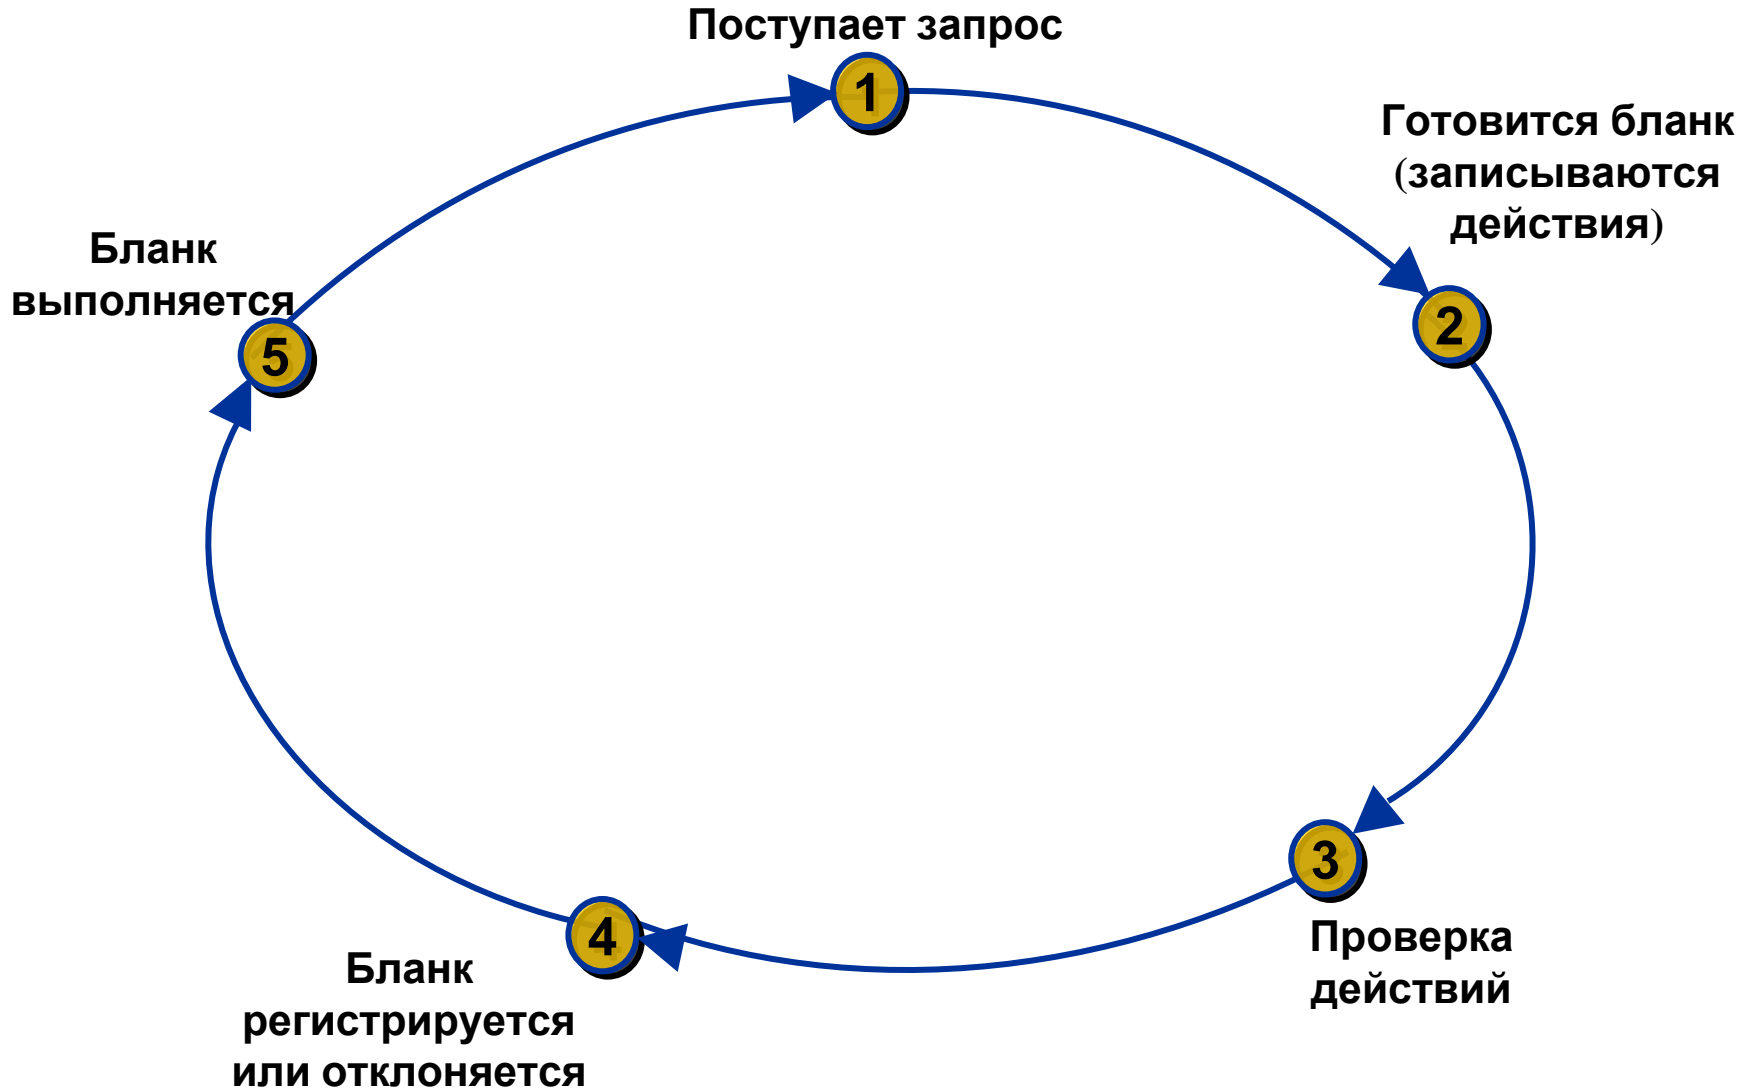 Поступает запрос
1
Готовится бланк
(записываются
действия)
2
3
Проверка
действий
4
Бланк
регистрируется
или отклоняется
Бланк
выполняется
5